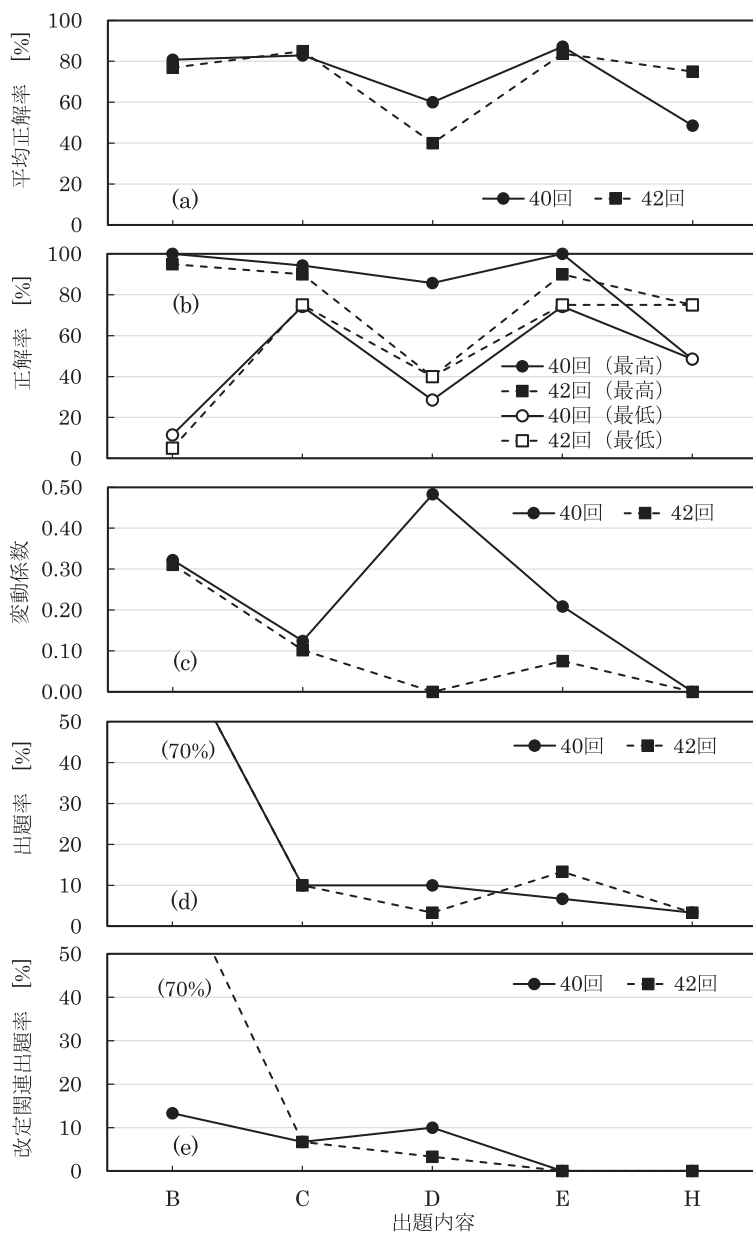 100
80
60
40
20
0
平均正解率 [%]
(a)
40回
42回
100
80
60
40
20
0
正解率 [%]
(b)
40回（最高）
42回（最高）
40回（最低）
42回（最低）
0.50
0.40
0.30
0.20
0.10
0.00
変動係数
(c)
40回
42回
50
40
30
20
10
0
出題率 [%]
(70%)
(d)
40回
42回
50
40
30
20
10
0
改定関連出題率 [%]
(70%)
(e)
40回
42回
B C D E H
出題内容